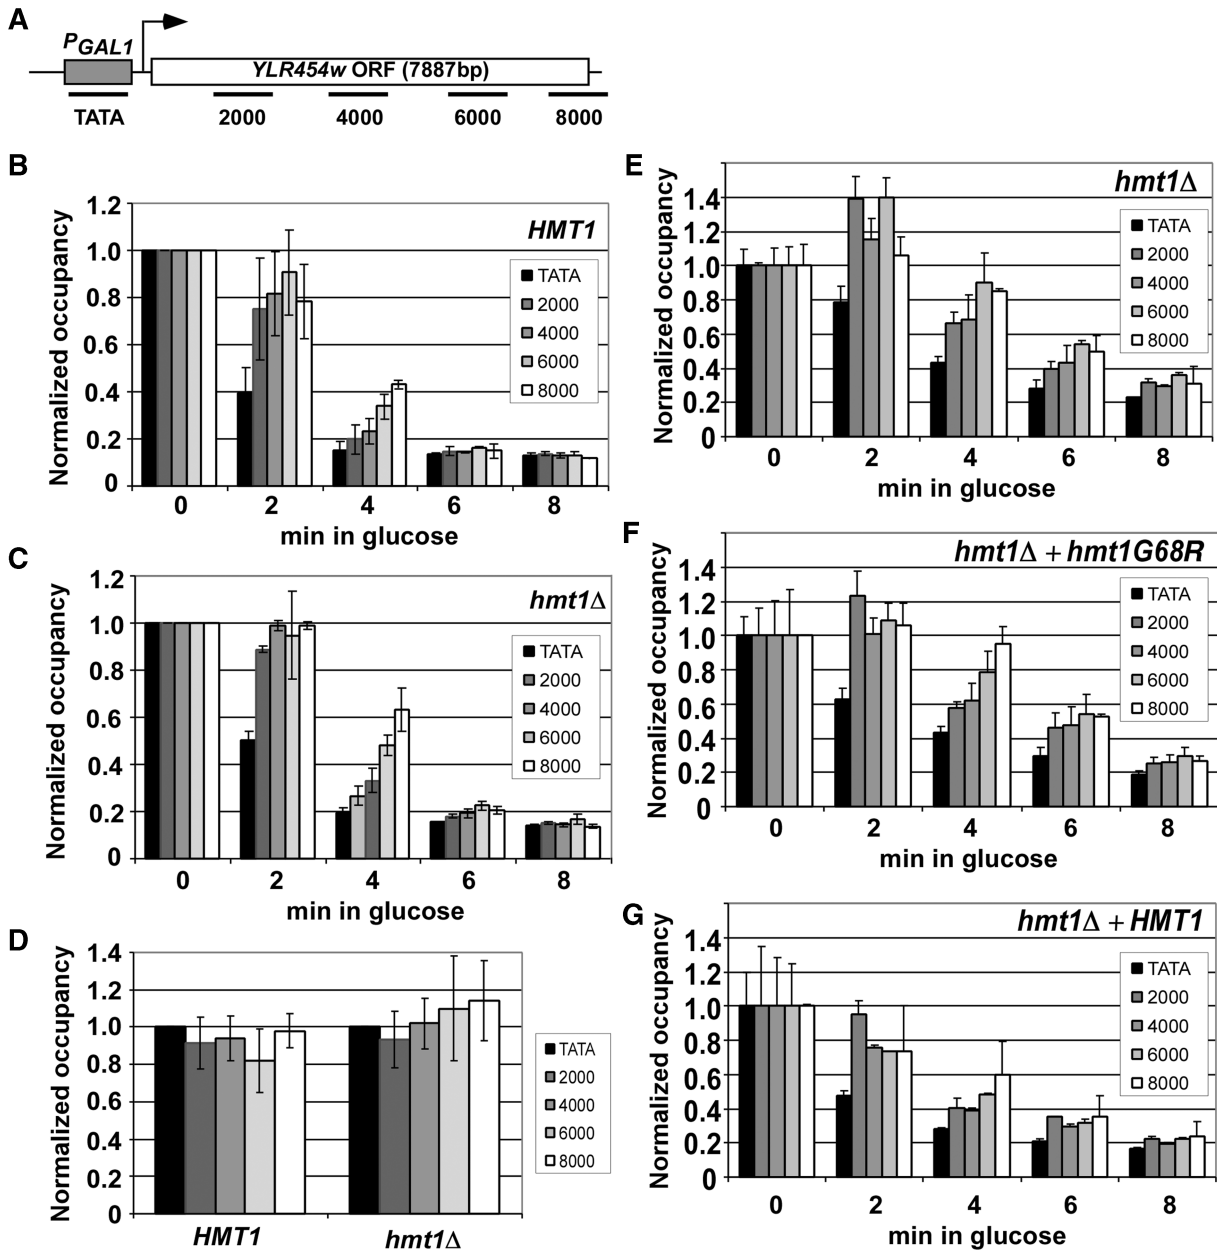 A
PGAL1
YLR454w ORF (7887bp)
TATA 2000 4000 6000 8000
B
Normalized occupancy
1.2
1.0
0.8
0.6
0.4
0.2
0
HMT1
TATA
2000
4000
6000
8000
0 2 4 6 8
min in glucose
C
Normalized occupancy
1.2
1.0
0.8
0.6
0.4
0.2
0
hmt1Δ
TATA
2000
4000
6000
8000
0 2 4 6 8
min in glucose
D
Normalized occupancy
1.4
1.2
1.0
0.8
0.6
0.4
0.2
0
TATA
2000
4000
6000
8000
HMT1 hmt1Δ
E
Normalized occupancy
1.4
1.2
1.0
0.8
0.6
0.4
0.2
0
hmt1Δ
TATA
2000
4000
6000
8000
0 2 4 6 8
min in glucose
F
Normalized occupancy
1.4
1.2
1.0
0.8
0.6
0.4
0.2
0
hmt1Δ + hmt1G68R
TATA
2000
4000
6000
8000
0 2 4 6 8
min in glucose
G
Normalized occupancy
1.4
1.2
1.0
0.8
0.6
0.4
0.2
0
hmt1Δ + HMT1
TATA
2000
4000
6000
8000
0 2 4 6 8
min in glucose